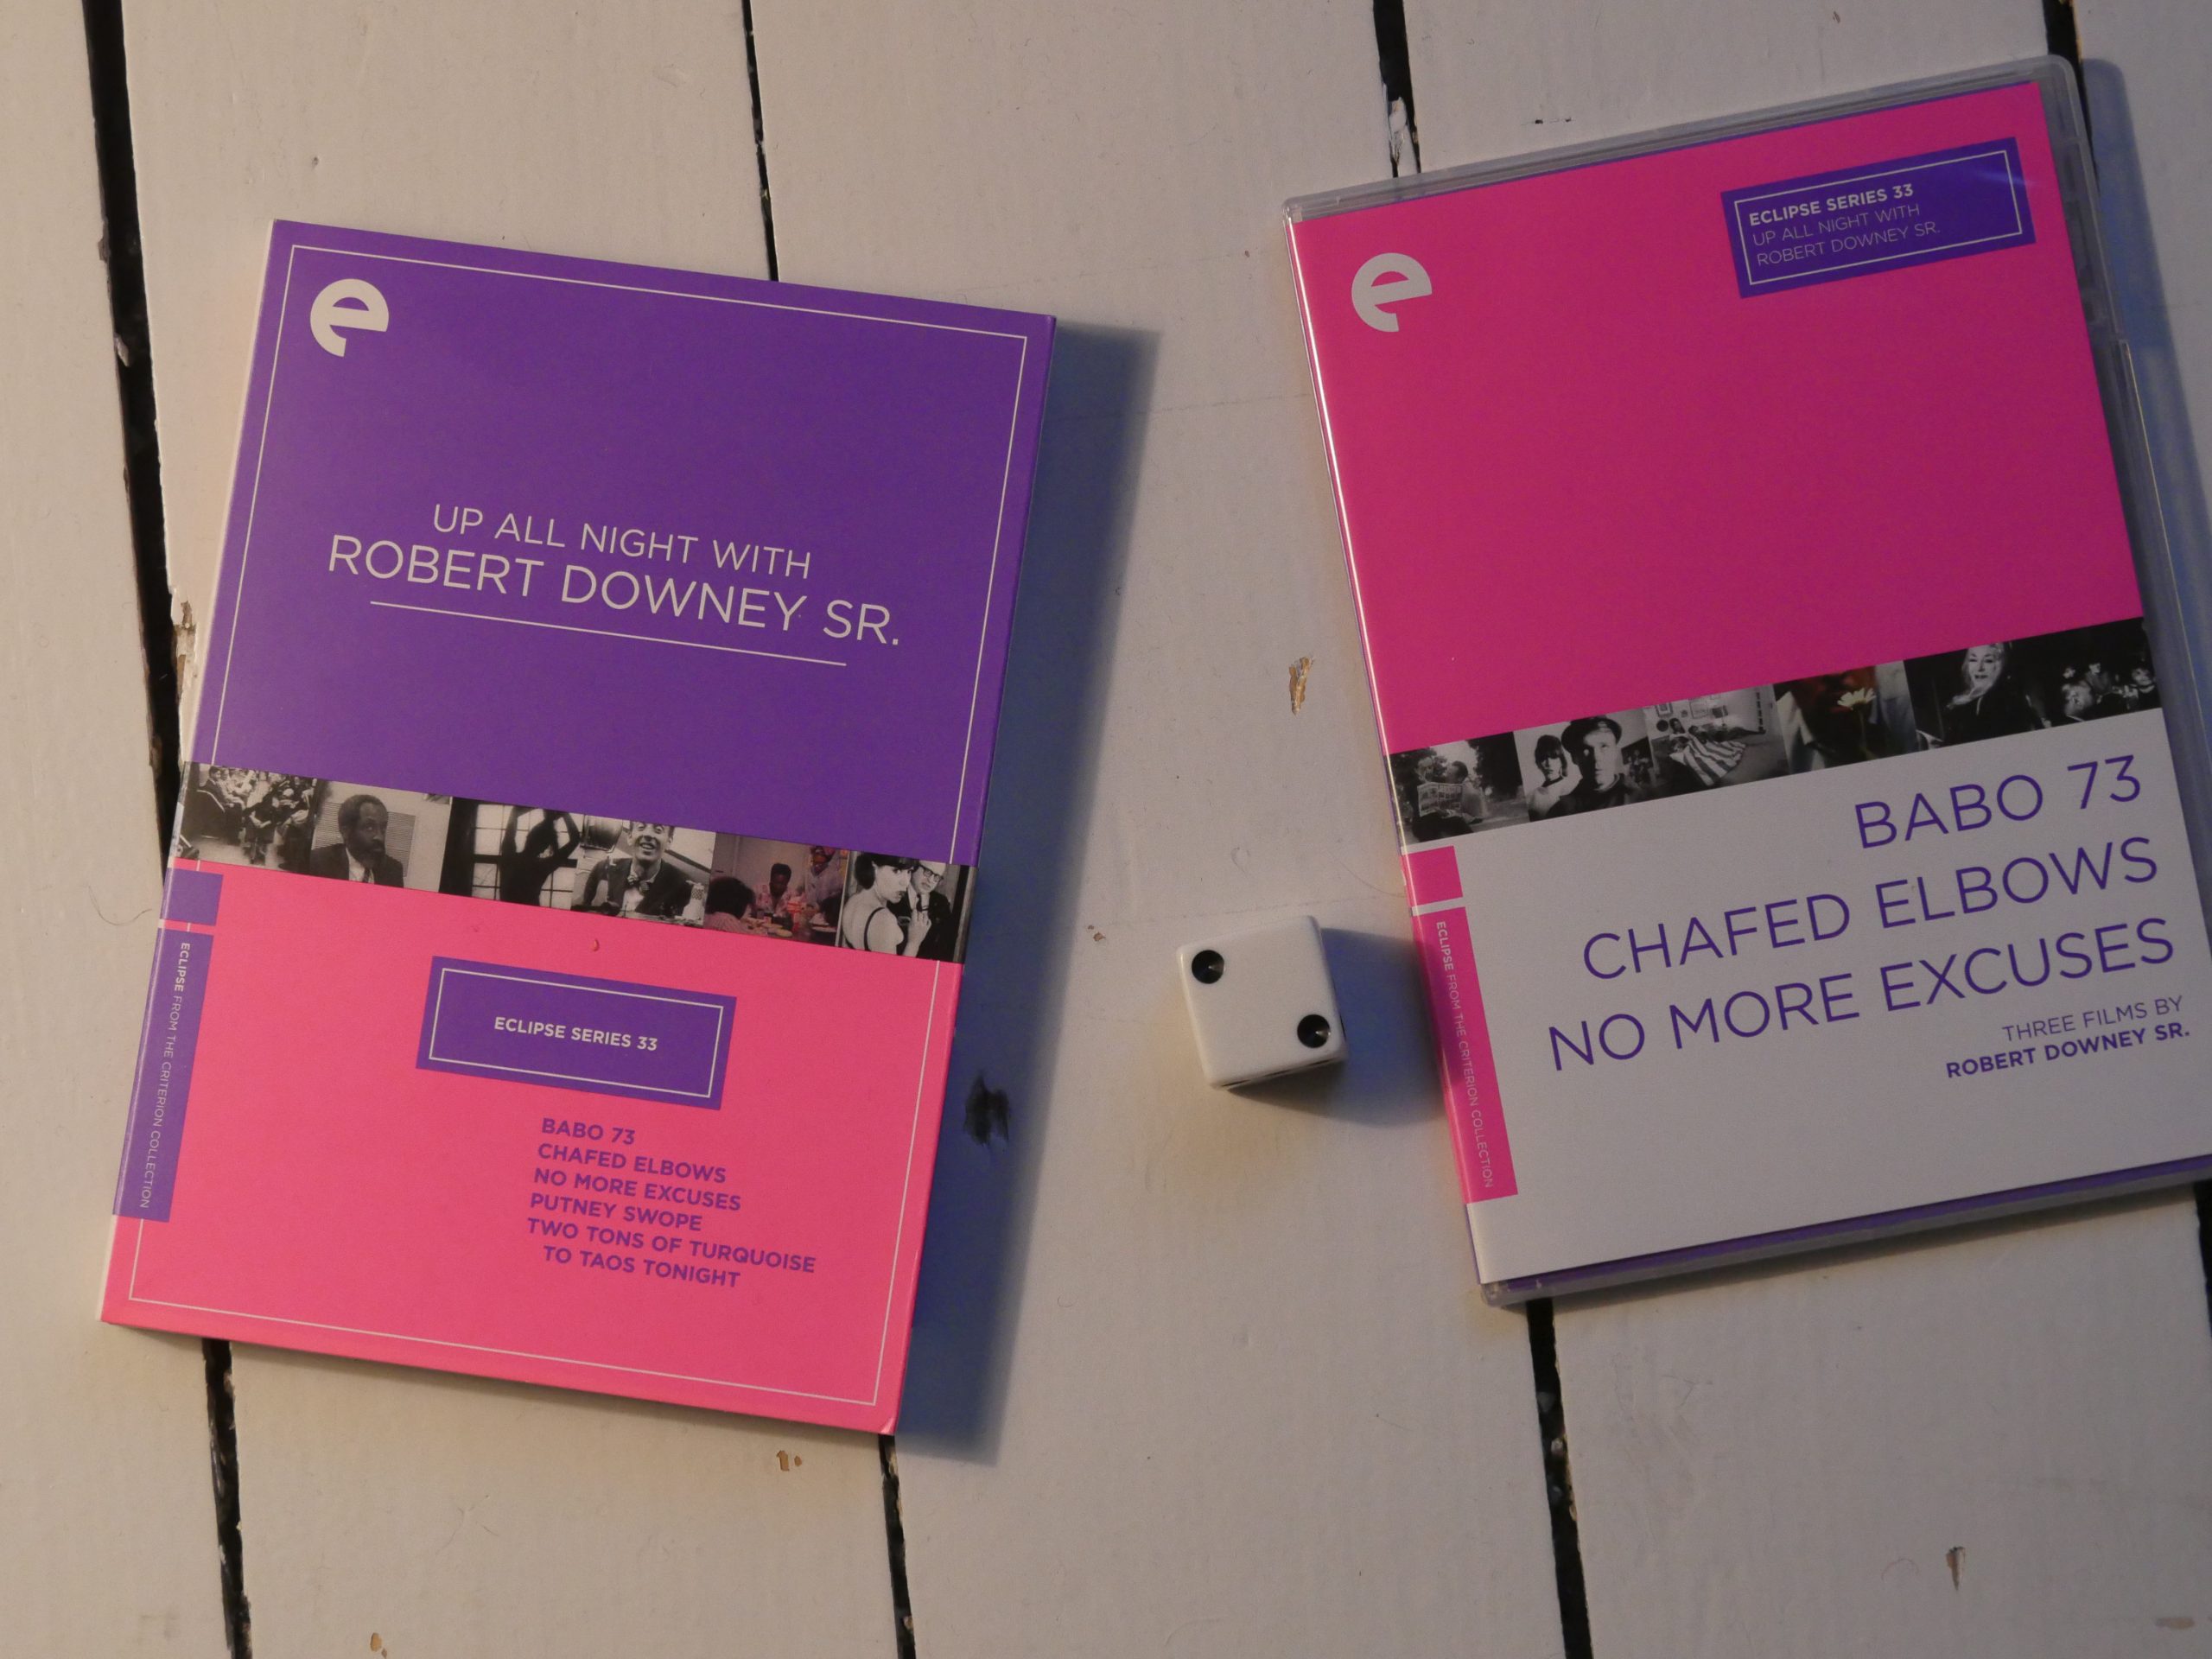 e
UP ALL NIGHT WITH
ROBERT DOWNEY SR.
ECLIPSE FROM THE CRITERION COLLECTION
ECLIPSE SERIES 33
BABO 73
CHAFED ELBOWS
NO MORE EXCUSES
PUTNEY SWOPE
TWO TONS OF TURQUOISE
TO TAOS TONIGHT
e
ECLIPSE SERIES 33
UP ALL NIGHT WITH
ROBERT DOWNEY SR.
BABO 73
CHAFED ELBOWS
NO MORE EXCUSES
THREE FILMS BY
ROBERT DOWNEY SR.
ECLIPSE FROM THE CRITERION COLLECTION